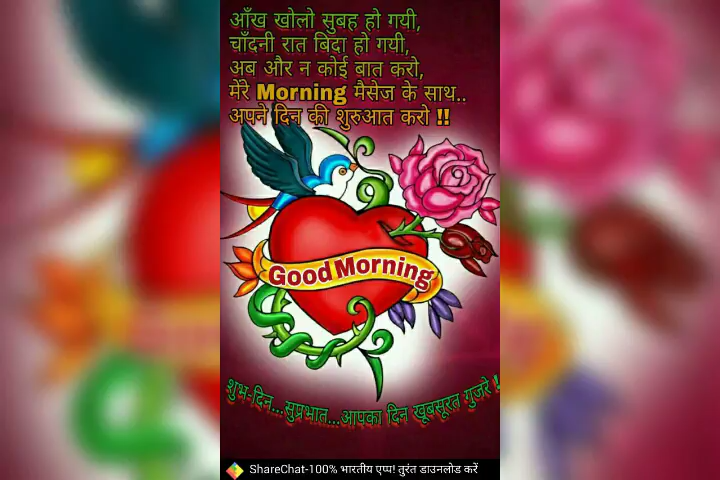 आँख खोलो सुबह हो गयी,
चाँदनी रात बिदा हो गयी,
अब और न कोई बात करो,
मेरे Morning मैसेज के साथ..
अपने दिन की शुरुआत करो !!
Good Morning
शुभ-दिन...सुप्रभात...आपका दिन खूबसूरत गुजरे !
ShareChat-100% भारतीय एप्प! तुरंत डाउनलोड करें